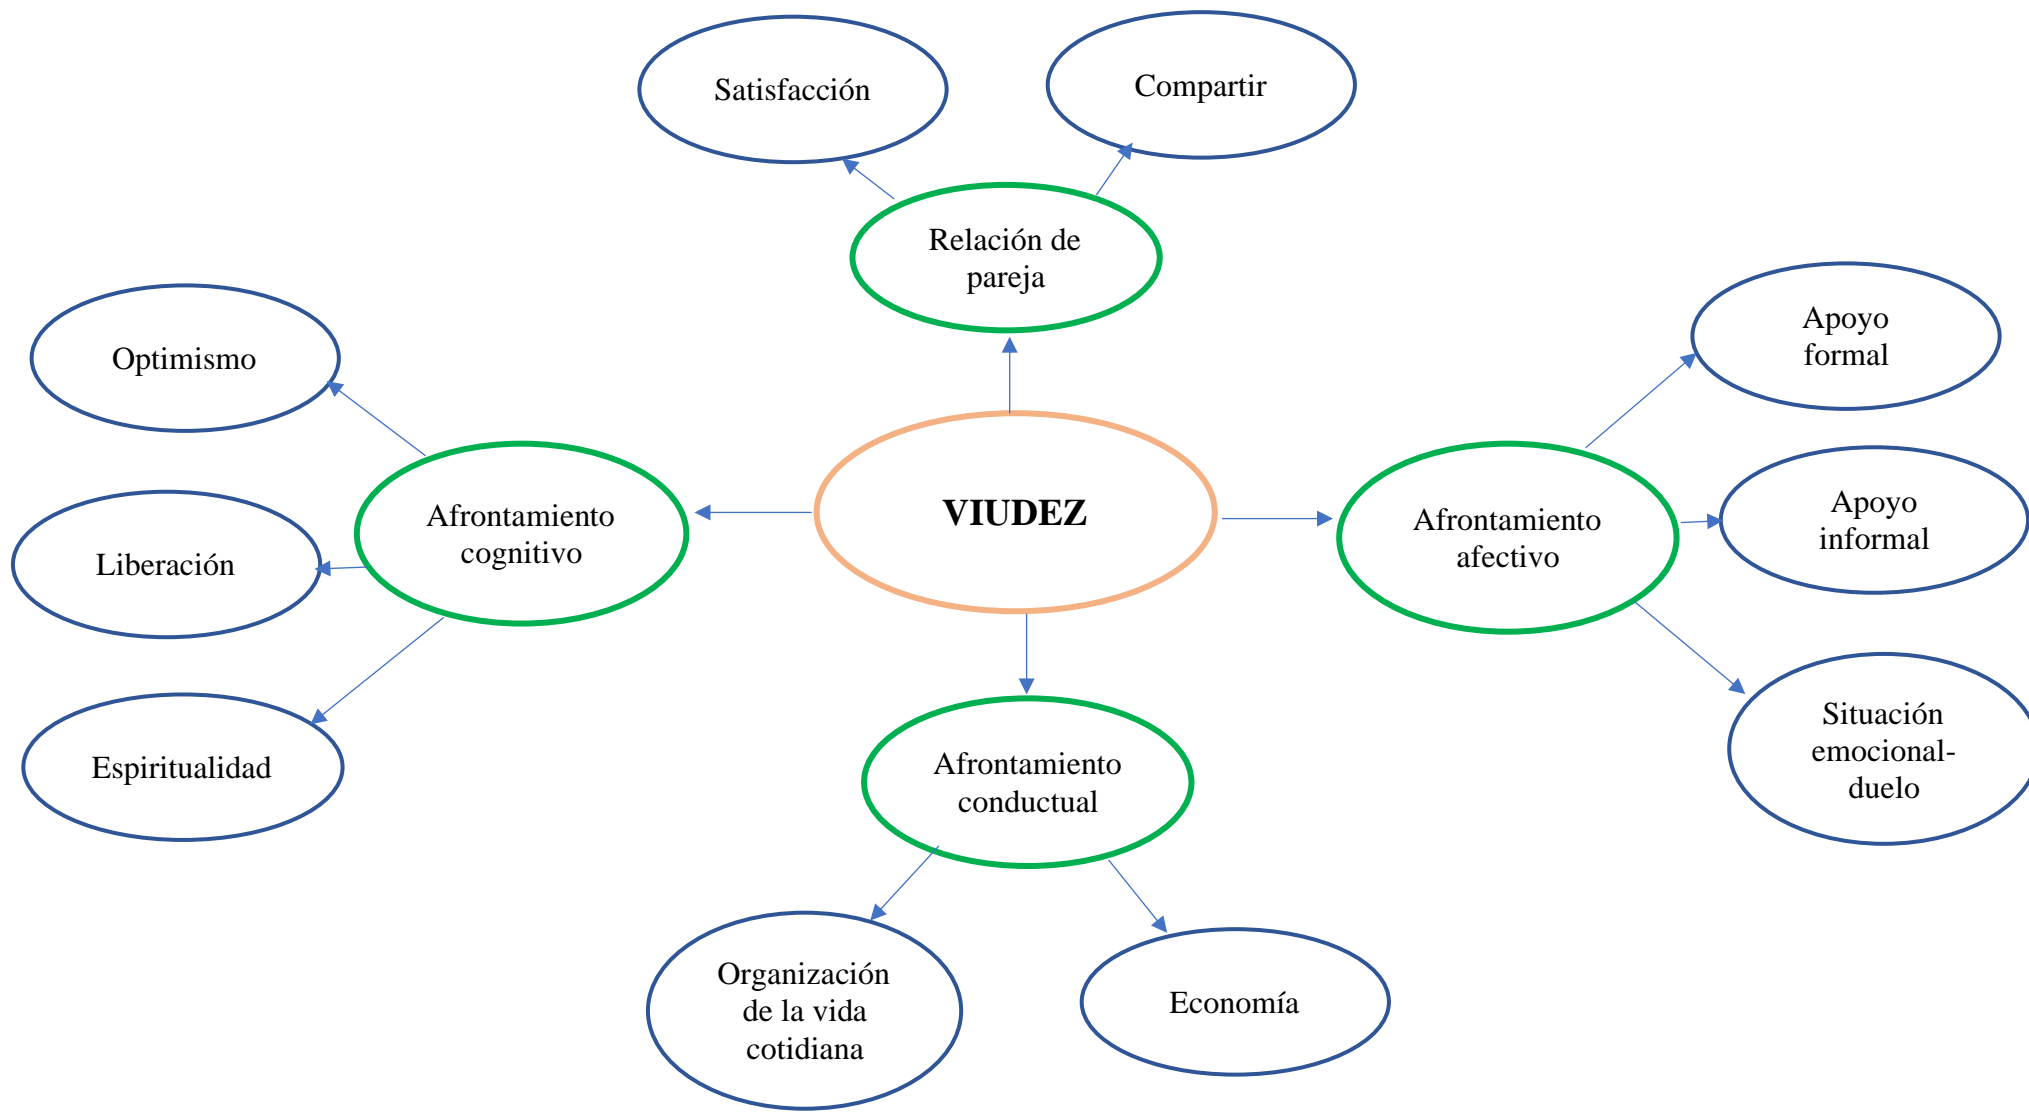 Satisfacción
Compartir
Relación de
pareja
Optimismo
Apoyo
formal
Afrontamiento
cognitivo
VIUDEZ
Afrontamiento
afectivo
Apoyo
informal
Liberación
Espiritualidad
Afrontamiento
conductual
Situación
emocional-
duelo
Organización
de la vida
cotidiana
Economía